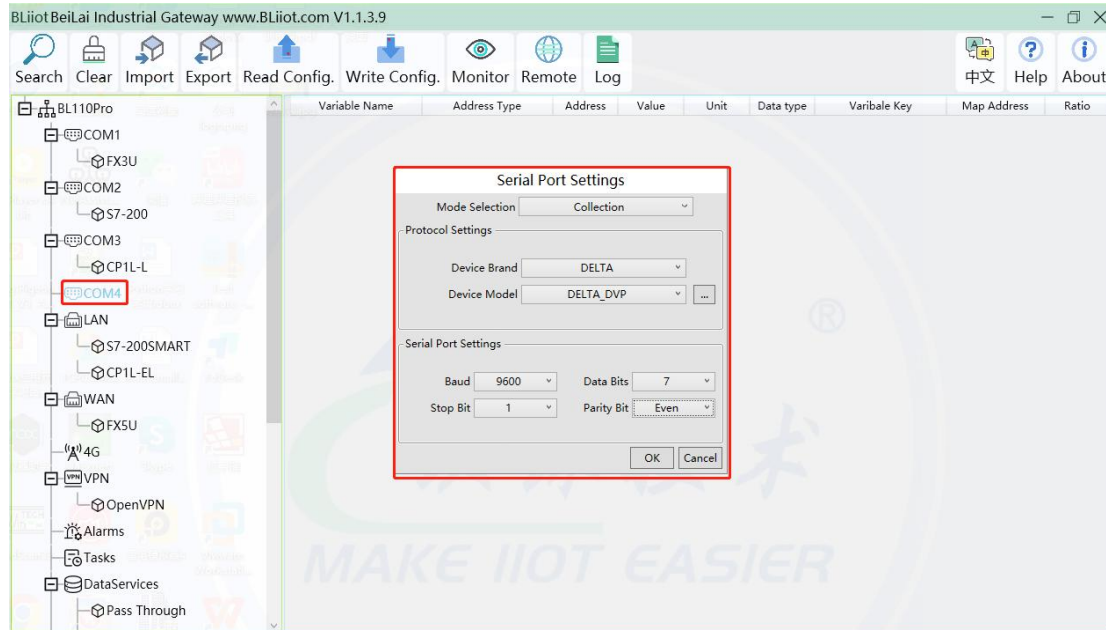 BLiiot BeiLai Industrial Gateway www.BLiiot.com V1.1.3.9
Search Clear Import Export Read Config. Write Config. Monitor Remote Log 中文 Help About
Variable Name Address Type Address Value Unit Data type Varibale Key Map Address Ratio
BL110Pro
COM1
FX3U
COM2
S7-200
COM3
CP1L-L
COM4
LAN
S7-200SMART
CP1L-EL
WAN
FX5U
4G
VPN
OpenVPN
Alarms
Tasks
DataServices
Pass Through
Serial Port Settings
Mode Selection Collection
Protocol Settings
Device Brand DELTA
Device Model DELTA_DVP ...
Serial Port Settings
Baud 9600 Data Bits 7
Stop Bit 1 Parity Bit Even
OK Cancel
®
MAKE IIOT EASIER